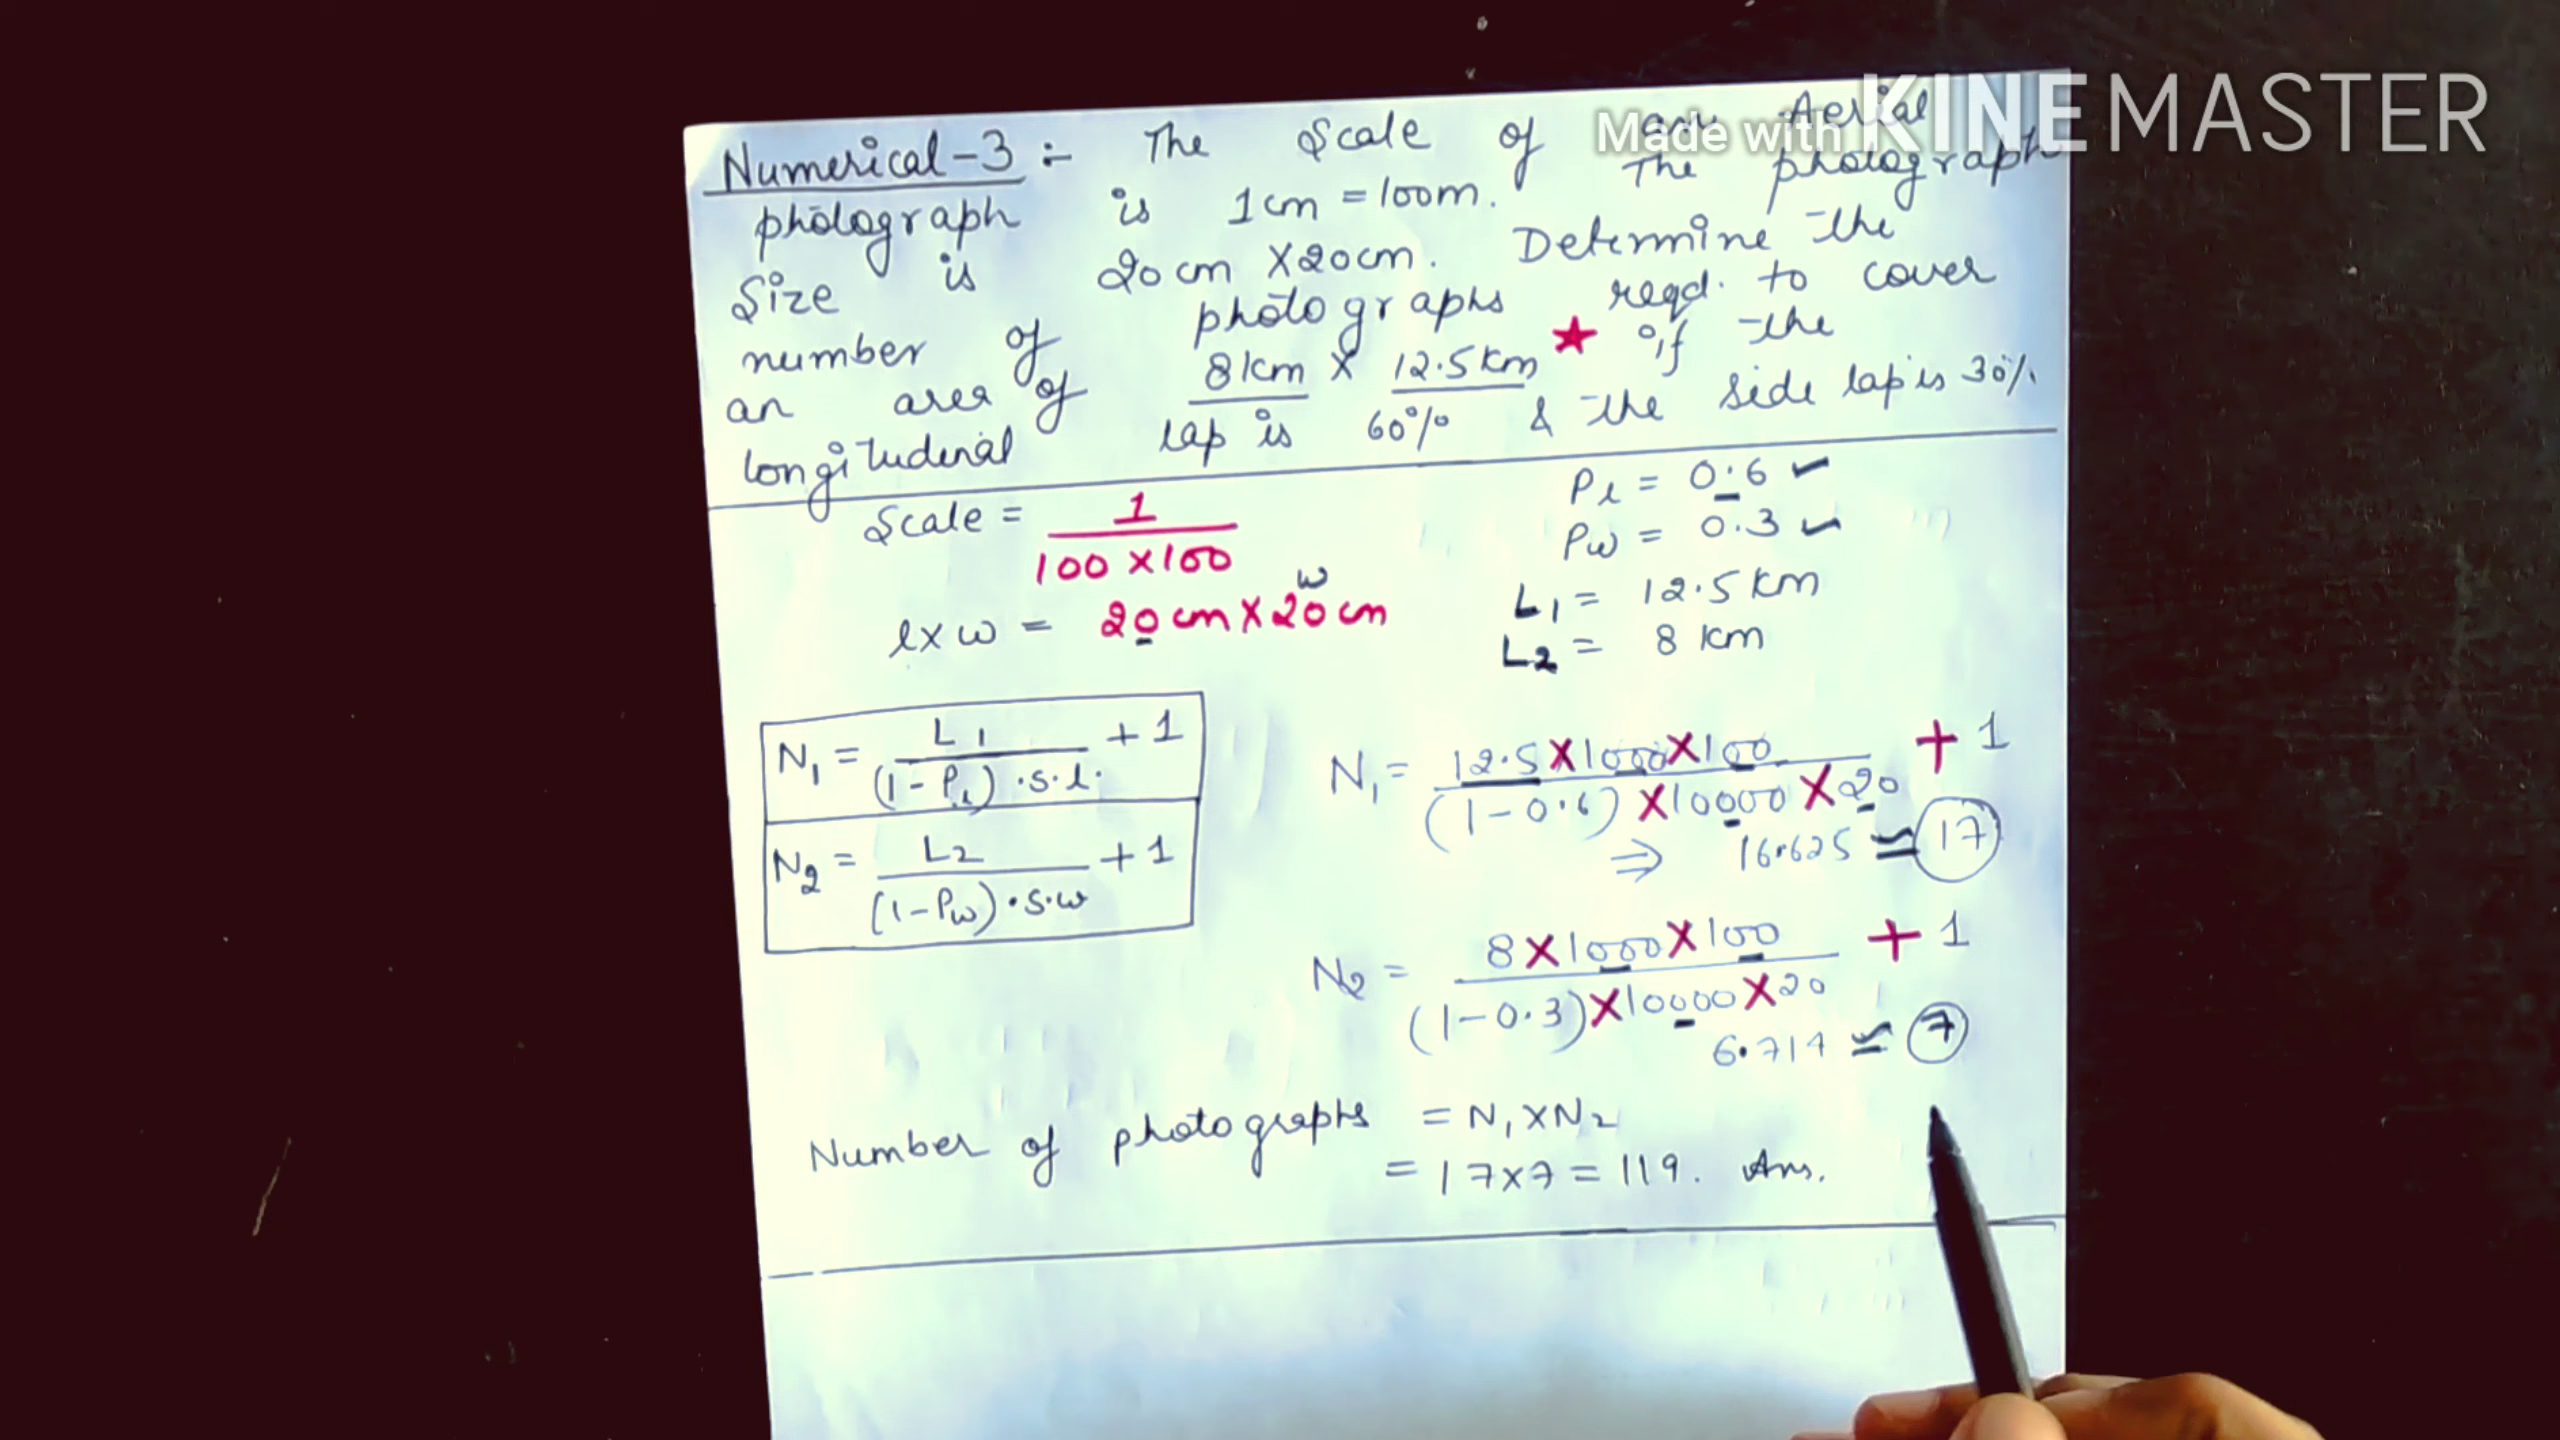 Made with KINEMASTER
Numerical-3 :- The Scale of an Aerial
photograph is 1cm = 100m. The photograph
Size is 20 cm X 20cm. Determine the
number of photographs reqd. to cover
an area of 8km X 12.5km ★ if the
longitudenal lap is 60% & the side lap is 30%
Scale = 1 / 100 × 100
l x w = 20 cm X 20 cm
w
Pl = 0.6 ✓
Pw = 0.3 ✓
L1 = 12.5 km
L2 = 8 km
N1 = L1 / (1 - Pl) . s . l . + 1
N2 = L2 / (1 - Pw) . s . w + 1
N1 = 12.5 X 1000 X 100 / (1 - 0.6) X 10000 X 20 + 1
⇒ 16.625 ≃ 17
N2 = 8 X 1000 X 100 / (1 - 0.3) X 10000 X 20 + 1
6.714 ≃ 7
Number of photographs = N1 X N2
= 17 x 7 = 119. Ans.